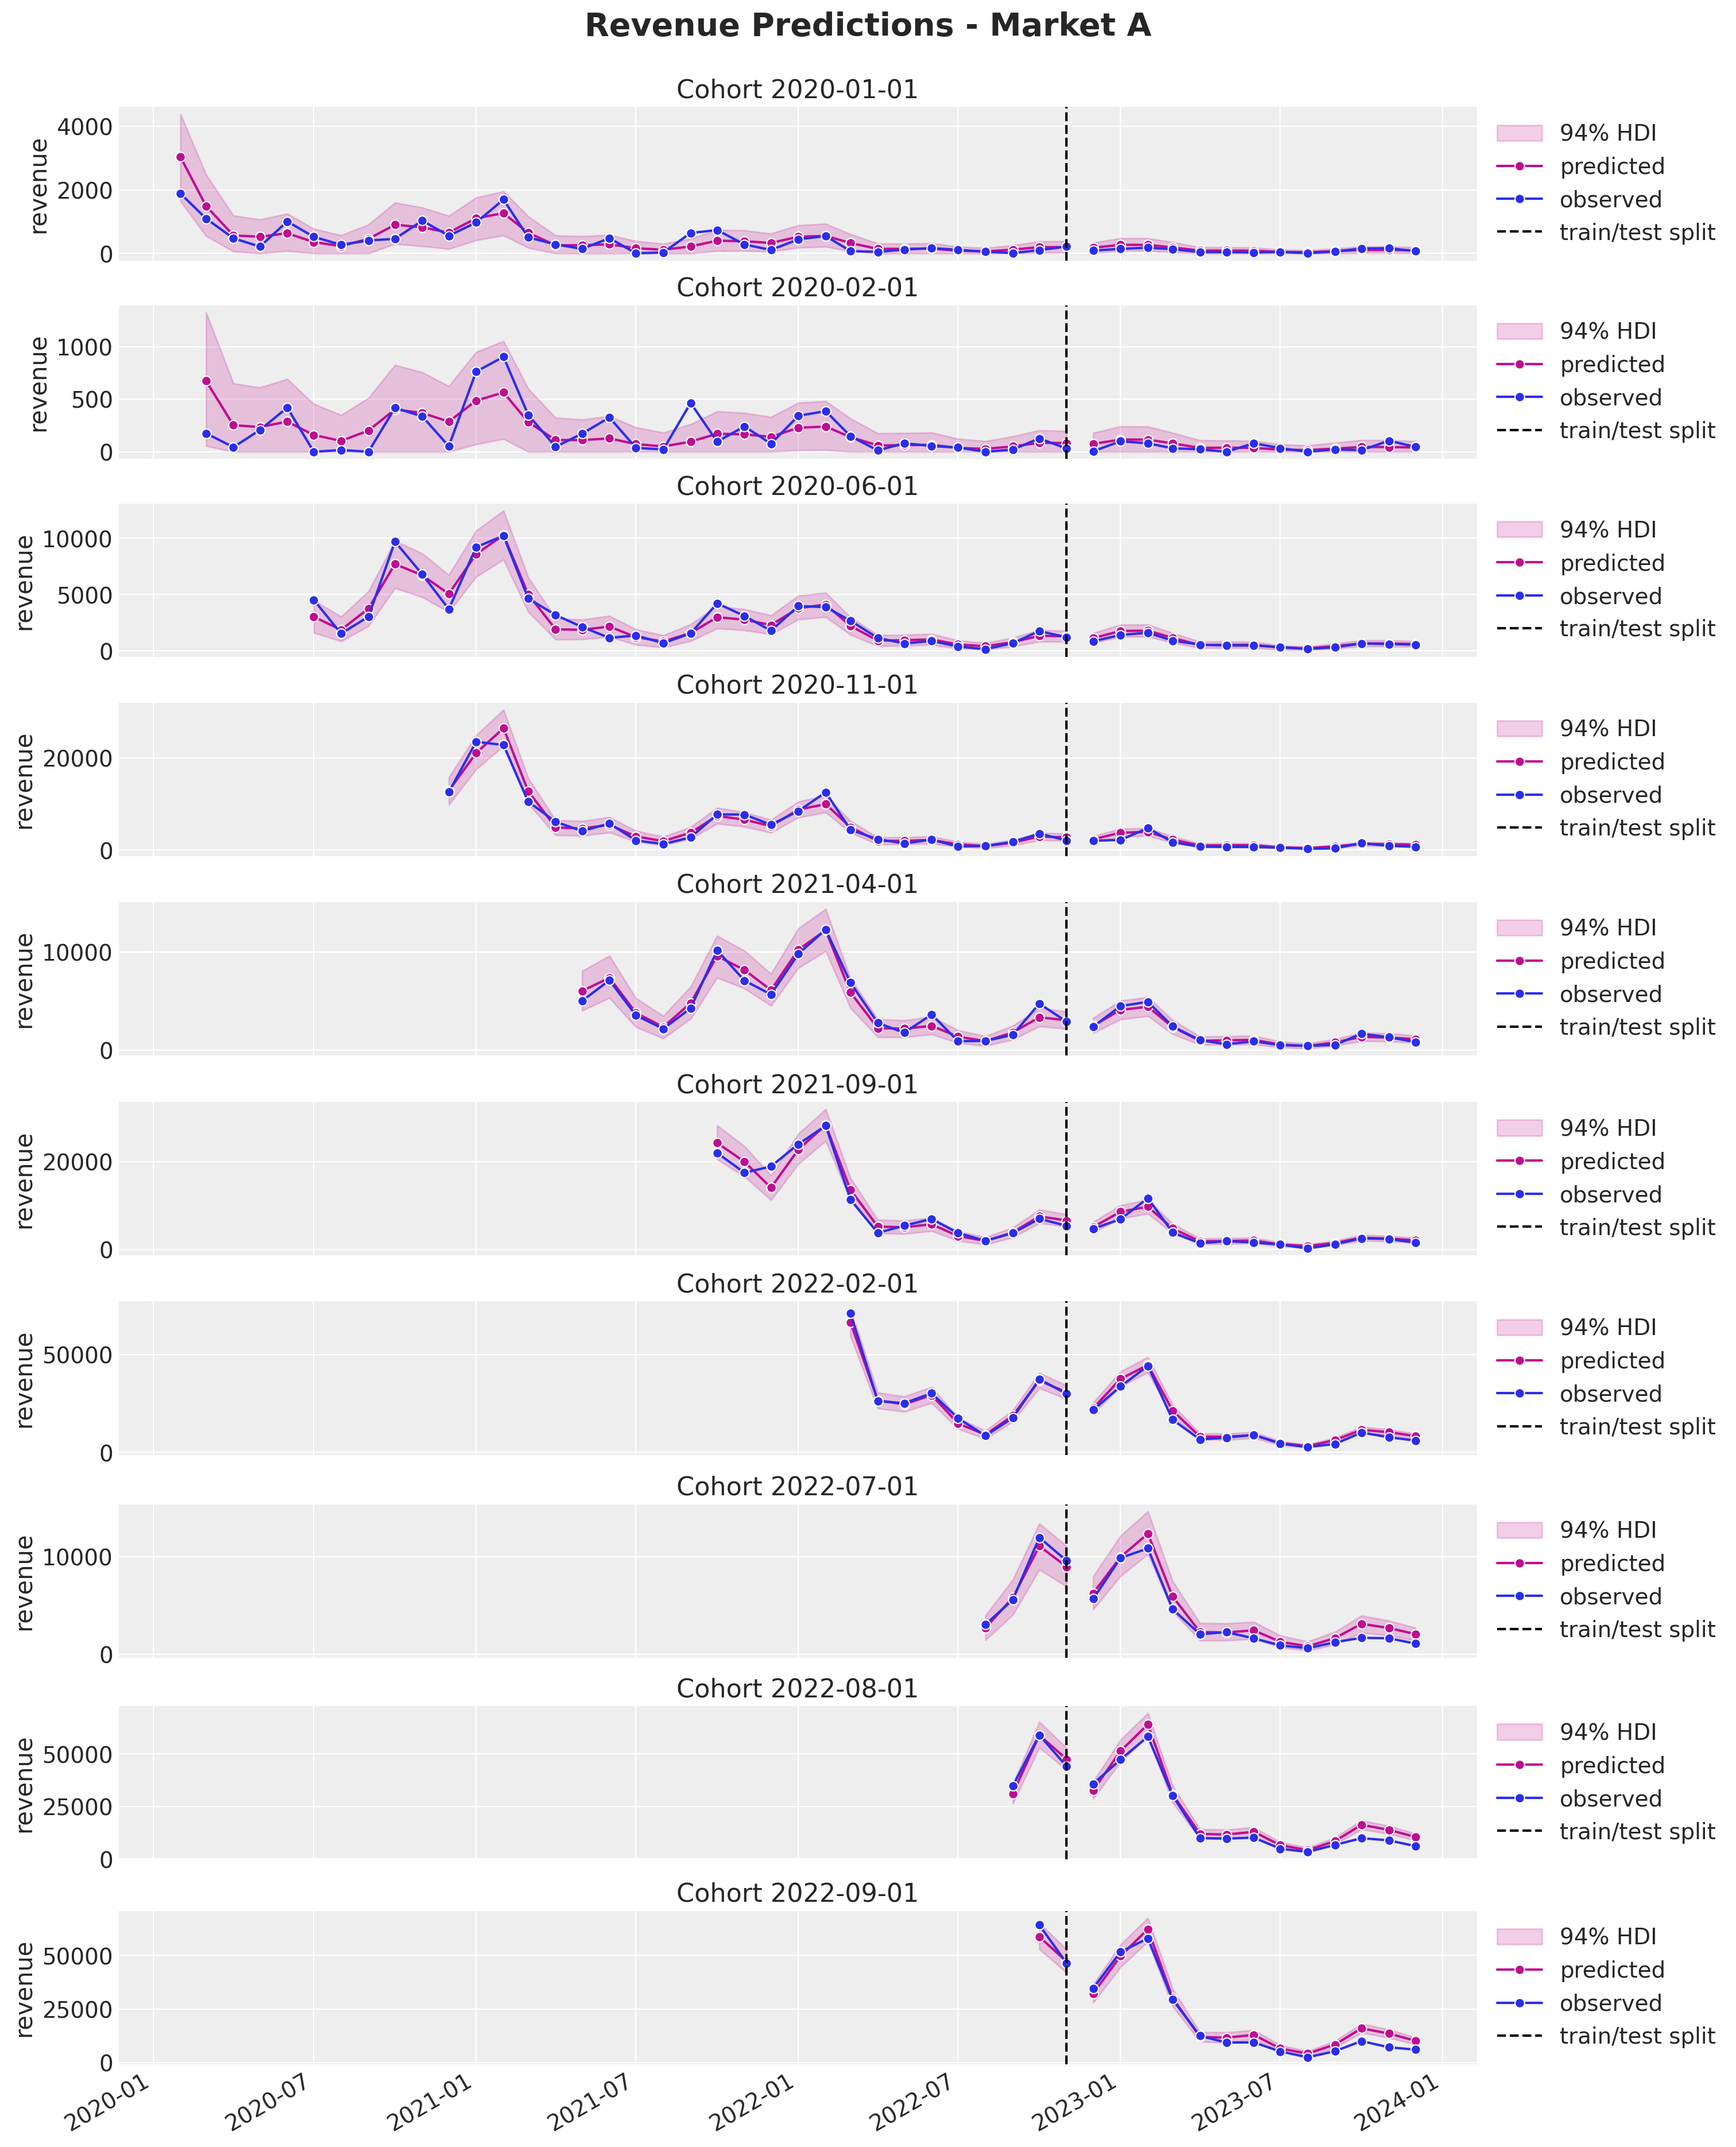 Revenue Predictions - Market A
Cohort 2020-01-01
4000
2000
0
revenue
94% HDI
predicted
observed
train/test split
Cohort 2020-02-01
1000
500
0
revenue
94% HDI
predicted
observed
train/test split
Cohort 2020-06-01
10000
5000
0
revenue
94% HDI
predicted
observed
train/test split
Cohort 2020-11-01
20000
0
revenue
94% HDI
predicted
observed
train/test split
Cohort 2021-04-01
10000
0
revenue
94% HDI
predicted
observed
train/test split
Cohort 2021-09-01
20000
0
revenue
94% HDI
predicted
observed
train/test split
Cohort 2022-02-01
50000
0
revenue
94% HDI
predicted
observed
train/test split
Cohort 2022-07-01
10000
0
revenue
94% HDI
predicted
observed
train/test split
Cohort 2022-08-01
50000
25000
0
revenue
94% HDI
predicted
observed
train/test split
Cohort 2022-09-01
50000
25000
0
revenue
94% HDI
predicted
observed
train/test split
2020-01
2020-07
2021-01
2021-07
2022-01
2022-07
2023-01
2023-07
2024-01